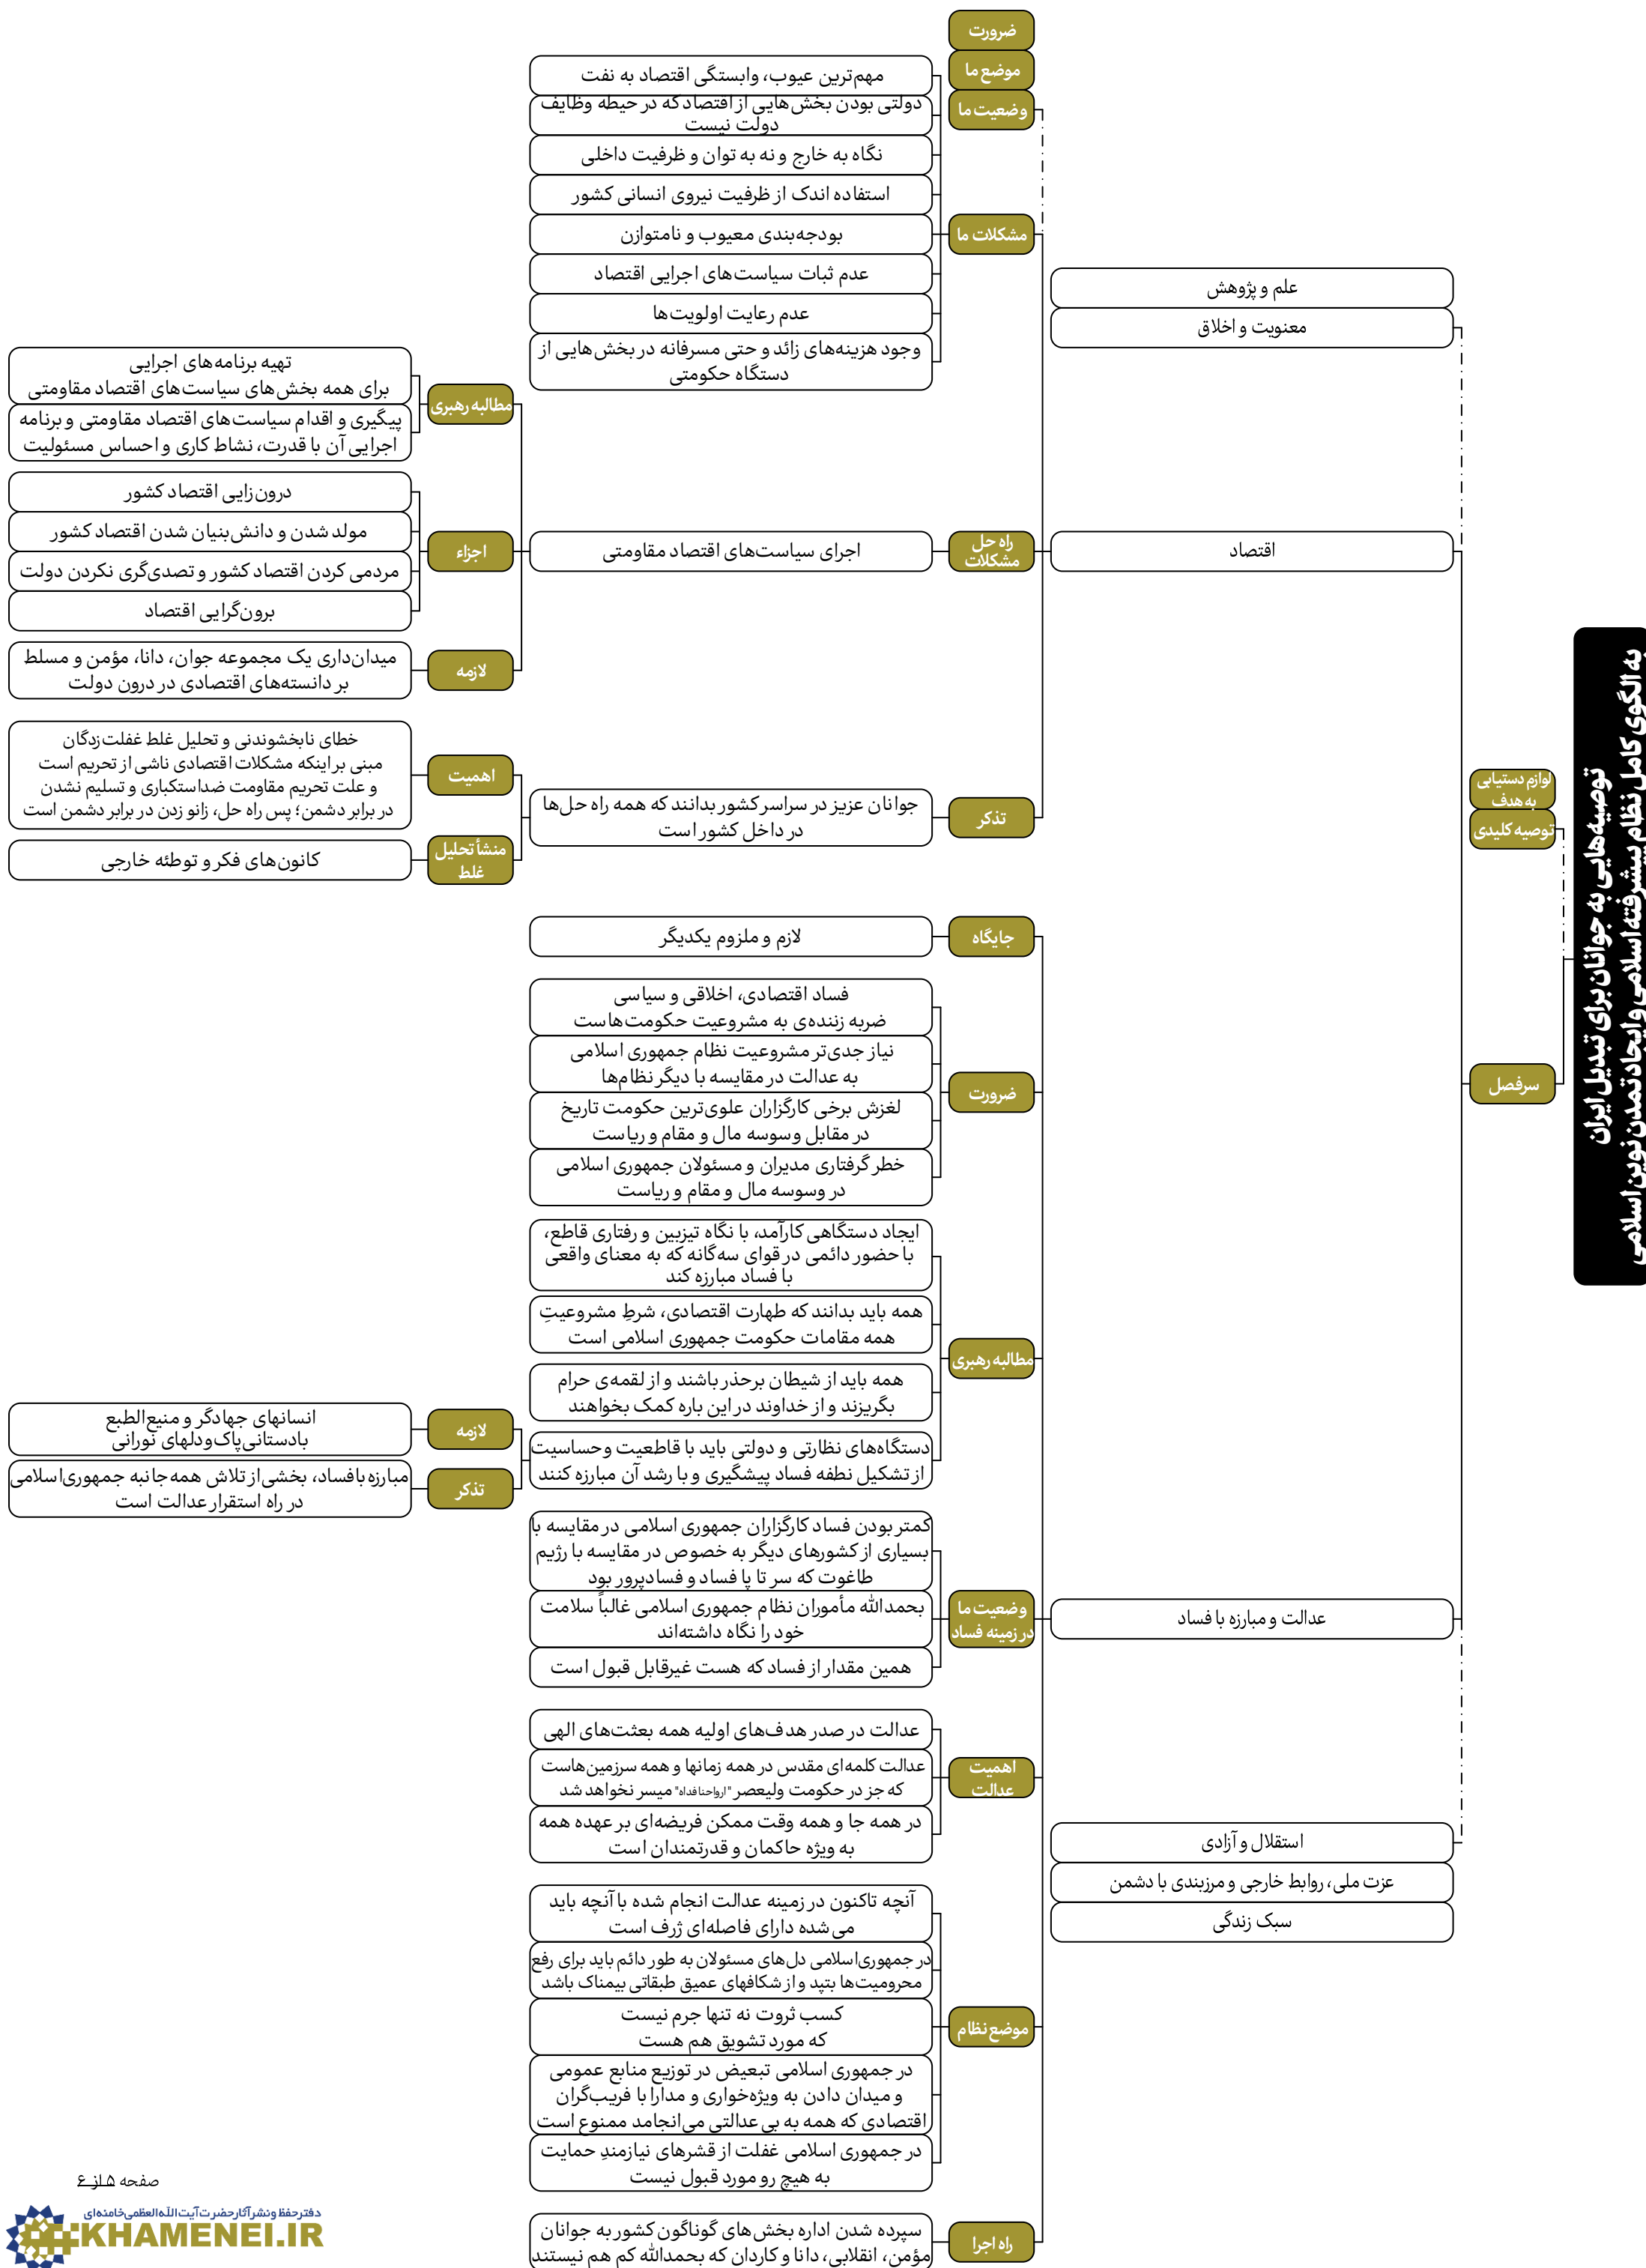 توصیه‌هایی به جوانان برای تبدیل ایران
به الگوی کامل نظام پیشرفته اسلامی و ایجاد تمدن نوین اسلامی
لوازم دستیابی
به هدف
توصیه کلیدی
سرفصل
علم و پژوهش
معنویت و اخلاق
اقتصاد
ضرورت
موضع ما
وضعیت ما
مشکلات ما
مهم‌ترین عیوب، وابستگی اقتصاد به نفت
دولتی بودن بخش‌هایی از اقتصاد که در حیطه وظایف
دولت نیست
نگاه به خارج و نه به توان و ظرفیت داخلی
استفاده اندک از ظرفیت نیروی انسانی کشور
بودجه‌بندی معیوب و نامتوازن
عدم ثبات سیاست‌های اجرایی اقتصاد
عدم رعایت اولویت‌ها
وجود هزینه‌های زائد و حتی مسرفانه در بخش‌هایی از
دستگاه حکومتی
راه حل
مشکلات
اجرای سیاست‌های اقتصاد مقاومتی
مطالبه رهبری
تهیه برنامه‌های اجرایی
برای همه بخش‌های سیاست‌های اقتصاد مقاومتی
پیگیری و اقدام سیاست‌های اقتصاد مقاومتی و برنامه
اجرایی آن با قدرت، نشاط کاری و احساس مسئولیت
اجزاء
درون‌زایی اقتصاد کشور
مولد شدن و دانش‌بنیان شدن اقتصاد کشور
مردمی کردن اقتصاد کشور و تصدی‌گری نکردن دولت
برون‌گرایی اقتصاد
لازمه
میدان‌داری یک مجموعه جوان، دانا، مؤمن و مسلط
بر دانسته‌های اقتصادی در درون دولت
تذکر
جوانان عزیز در سراسر کشور بدانند که همه راه حل‌ها
در داخل کشور است
اهمیت
خطای نابخشوندنی و تحلیل غلط غفلت‌زدگان
مبنی بر اینکه مشکلات اقتصادی ناشی از تحریم است
و علت تحریم مقاومت ضداستکباری و تسلیم نشدن
در برابر دشمن؛ پس راه حل، زانو زدن در برابر دشمن است
منشأ تحلیل
غلط
کانون‌های فکر و توطئه خارجی
عدالت و مبارزه با فساد
جایگاه
لازم و ملزوم یکدیگر
ضرورت
فساد اقتصادی، اخلاقی و سیاسی
ضربه زننده‌ی به مشروعیت حکومت‌هاست
نیاز جدی‌تر مشروعیت نظام جمهوری اسلامی
به عدالت در مقایسه با دیگر نظام‌ها
لغزش برخی کارگزاران علوی‌ترین حکومت تاریخ
در مقابل وسوسه مال و مقام و ریاست
خطر گرفتاری مدیران و مسئولان جمهوری اسلامی
در وسوسه مال و مقام و ریاست
مطالبه رهبری
ایجاد دستگاهی کارآمد، با نگاه تیزبین و رفتاری قاطع،
با حضور دائمی در قوای سه‌گانه که به معنای واقعی
با فساد مبارزه کند
همه باید بدانند که طهارت اقتصادی، شرطِ مشروعیتِ
همه مقامات حکومت جمهوری اسلامی است
همه باید از شیطان برحذر باشند و از لقمه‌ی حرام
بگریزند و از خداوند در این باره کمک بخواهند
دستگاه‌های نظارتی و دولتی باید با قاطعیت وحساسیت
از تشکیل نطفه فساد پیشگیری و با رشد آن مبارزه کنند
لازمه
انسانهای جهادگر و منیع‌الطبع
بادستانی‌پاک‌ودلهای نورانی
تذکر
مبارزه بافساد، بخشی از تلاش همه‌جانبه جمهوری‌اسلامی
در راه استقرار عدالت است
وضعیت ما
در زمینه فساد
کمتر بودن فساد کارگزاران جمهوری اسلامی در مقایسه با
بسیاری از کشورهای دیگر به خصوص در مقایسه با رژیم
طاغوت که سر تا پا فساد و فسادپرور بود
بحمدالله مأموران نظام جمهوری اسلامی غالباً سلامت
خود را نگاه داشته‌اند
همین مقدار از فساد که هست غیرقابل قبول است
اهمیت
عدالت
عدالت در صدر هدف‌های اولیه همه بعثت‌های الهی
عدالت کلمه‌ای مقدس در همه زمانها و همه سرزمین‌هاست
که جز در حکومت ولیعصر "ارواحنافداه" میسر نخواهد شد
در همه جا و همه وقت ممکن فریضه‌ای بر عهده همه
به ویژه حاکمان و قدرتمندان است
موضع نظام
آنچه تاکنون در زمینه عدالت انجام شده با آنچه باید
می‌شده دارای فاصله‌ای ژرف است
در جمهوری‌اسلامی دل‌های مسئولان به طور دائم باید برای رفع
محرومیت‌ها بتپد و از شکافهای عمیق طبقاتی بیمناک باشد
کسب ثروت نه تنها جرم نیست
که مورد تشویق هم هست
در جمهوری اسلامی تبعیض در توزیع منابع عمومی
و میدان دادن به ویژه‌خواری و مدارا با فریب‌گران
اقتصادی که همه به بی‌عدالتی می‌انجامد ممنوع است
در جمهوری اسلامی غفلت از قشرهای نیازمندِ حمایت
به هیچ رو مورد قبول نیست
راه اجرا
سپرده شدن اداره بخش‌های گوناگون کشور به جوانان
مؤمن، انقلابی، دانا و کاردان که بحمدالله کم هم نیستند
استقلال و آزادی
عزت ملی، روابط خارجی و مرزبندی با دشمن
سبک زندگی
صفحه ۵ از ۶
دفتر حفظ ونشر آثار حضرت آیت‌الله‌العظمی‌خامنه‌ای
KHAMENEI.IR